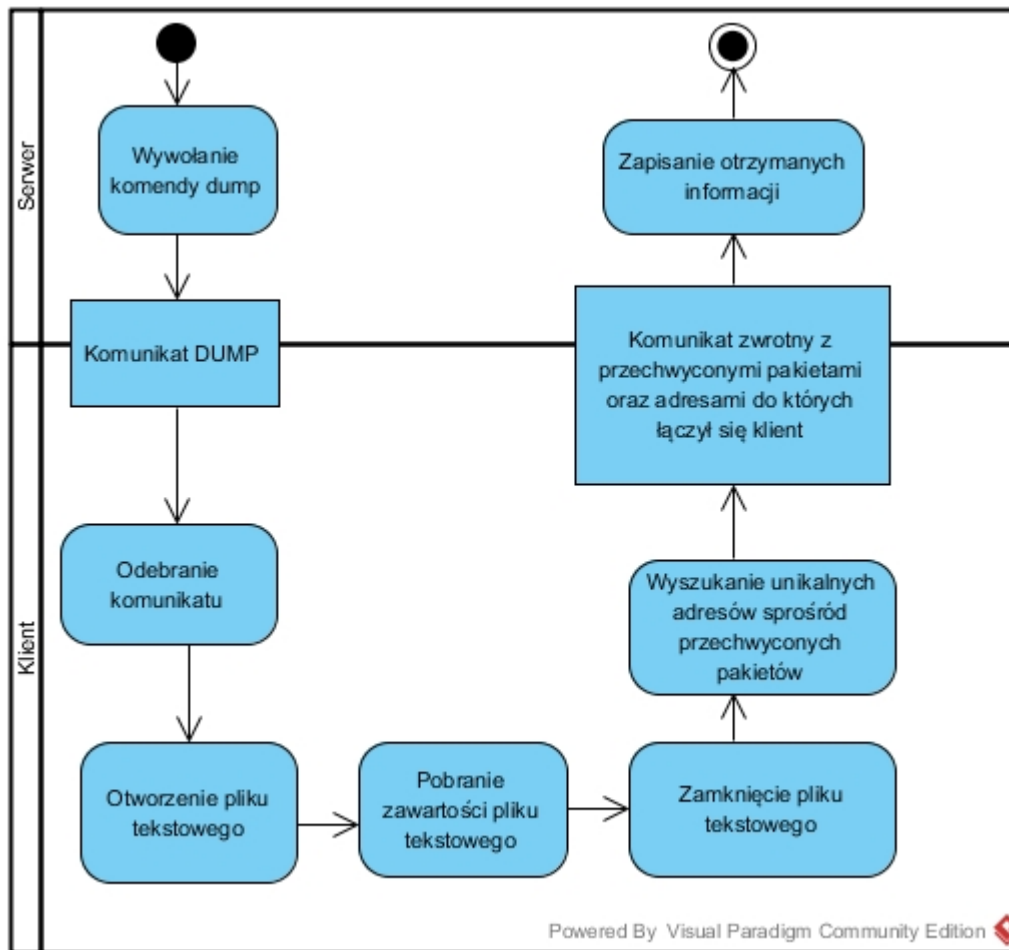 Serwer
Wywołanie
komendy dump
Komunikat DUMP
Klient
Odebranie
komunikatu
Otworzenie pliku
tekstowego
Pobranie
zawartości pliku
tekstowego
Zamknięcie pliku
tekstowego
Wyszukanie unikalnych
adresów sprośród
przechwyconych
pakietów
Komunikat zwrotny z
przechwyconymi pakietami
oraz adresami do których
łączył się klient
Zapisanie otrzymanych
informacji
Powered By Visual Paradigm Community Edition